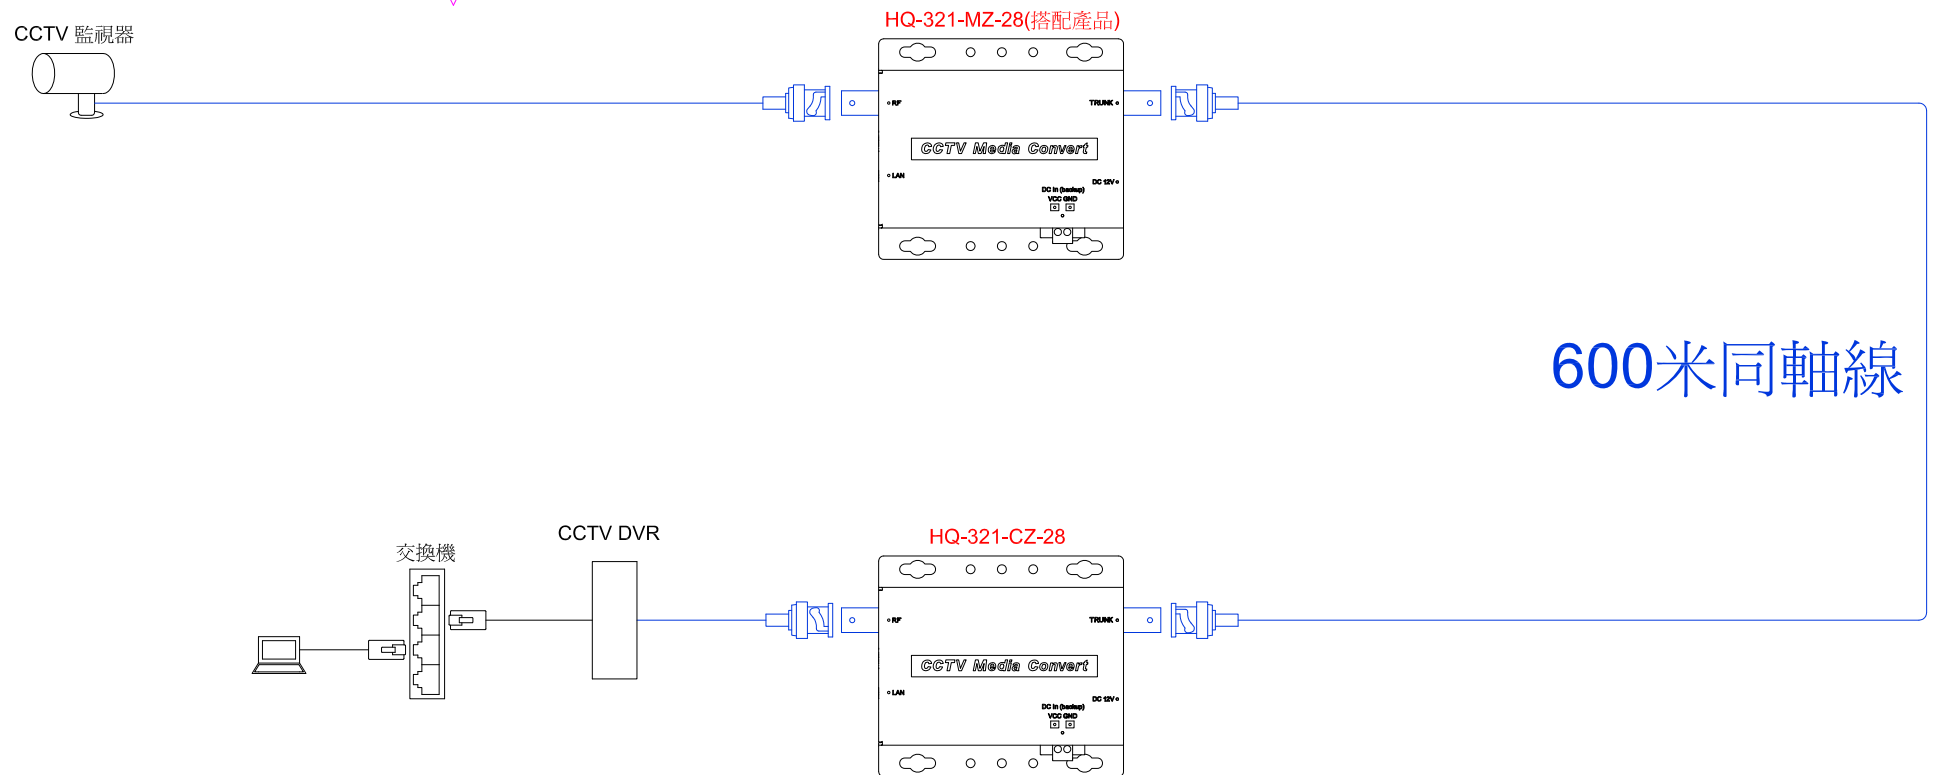 HQ-321-MZ-28(搭配產品)
CCTV 監視器
RF
TRUNK
CCTV Media Convert
LAN
DC 12V
DC in (backup)
VCC GND
600米同軸線
CCTV DVR
HQ-321-CZ-28
交換機
RF
TRUNK
CCTV Media Convert
LAN
DC 12V
DC in (backup)
VCC GND